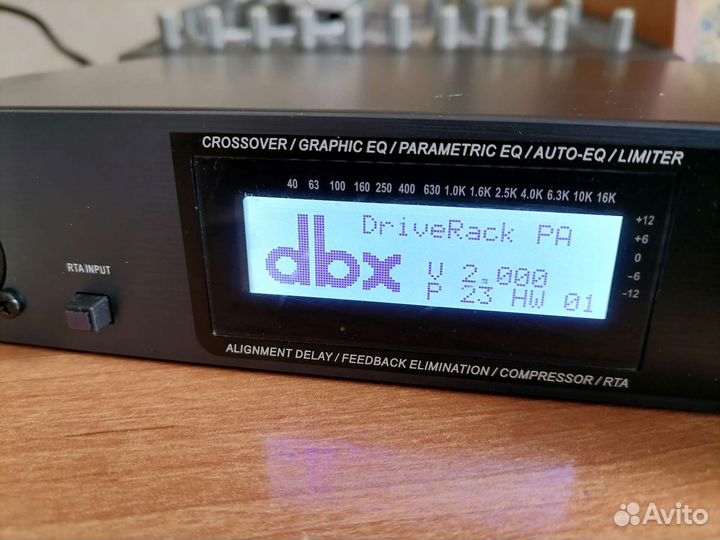 CROSSOVER / GRAPHIC EQ / PARAMETRIC EQ / AUTO-EQ / LIMITER
40 63 100 160 250 400 630 1.0K 1.6K 2.5K 4.0K 6.3K 10K 16K
+12
+6
0
-6
-12
DriveRack PA
dbx
V 2.000
P 23 HW 01
RTA INPUT
ALIGNMENT DELAY / FEEDBACK ELIMINATION / COMPRESSOR / RTA
Avito